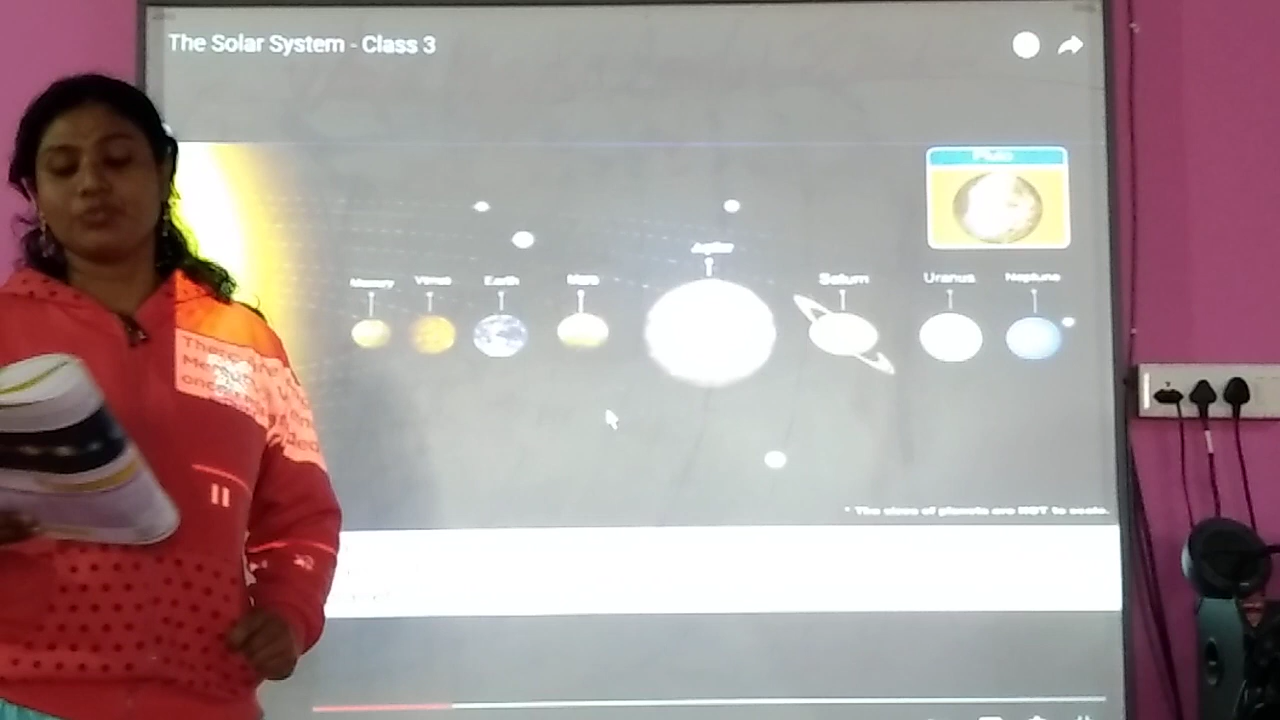 The Solar System - Class 3
Pluto
Mercury Venus Earth Mars Jupiter Saturn Uranus Neptune
* The sizes of planets are NOT to scale.